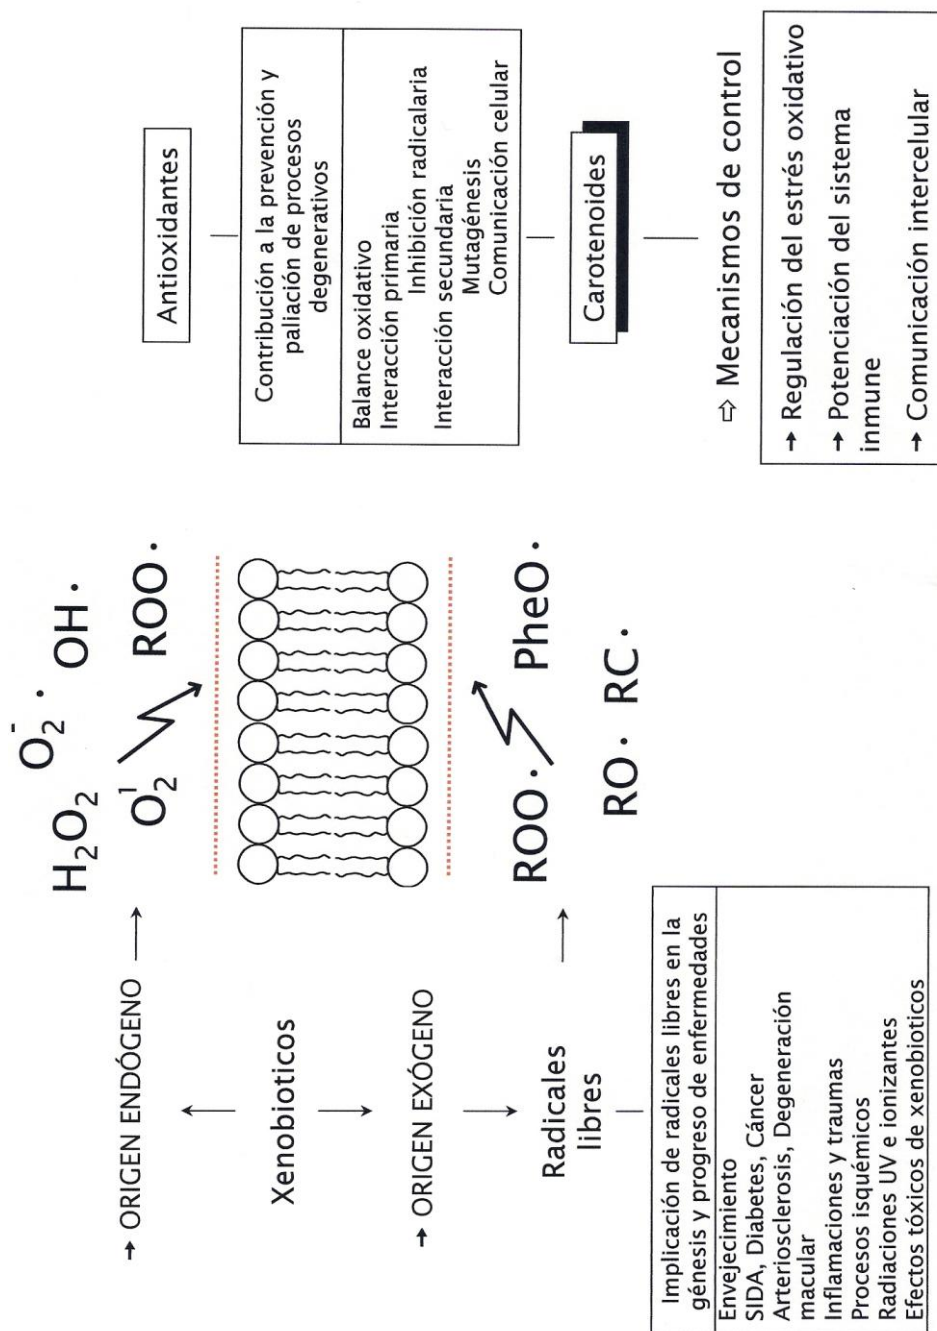 → ORIGEN ENDÓGENO
Xenobioticos
→ ORIGEN EXÓGENO
Radicales
libres
Implicación de radicales libres en la
génesis y progreso de enfermedades
Envejecimiento
SIDA, Diabetes, Cáncer
Arteriosclerosis, Degeneración
macular
Inflamaciones y traumas
Procesos isquémicos
Radiaciones UV e ionizantes
Efectos tóxicos de xenobioticos
O₂⁻·
H₂O₂ OH·
O₂¹ ROO·
ROO· PheO·
RO· RC·
Antioxidantes
Contribución a la prevención y
paliación de procesos
degenerativos
Balance oxidativo
Interacción primaria
Inhibición radicalaria
Interacción secundaria
Mutagénesis
Comunicación celular
Carotenoides
⇨ Mecanismos de control
→ Regulación del estrés oxidativo
→ Potenciación del sistema
inmune
→ Comunicación intercelular